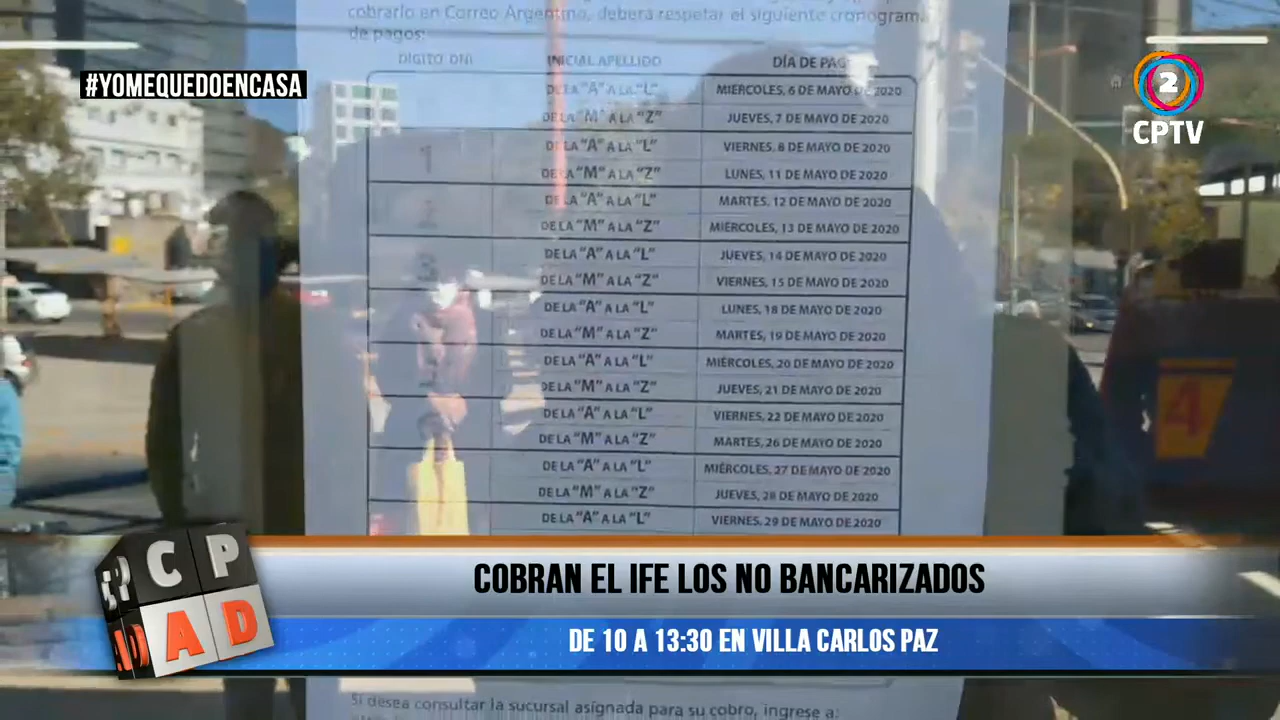 cobrarlo en Correo Argentino, deberá respetar el siguiente cronograma
de pagos:
DIGITO DNI INICIAL APELLIDO DÍA DE PAGO
DE LA "A" A LA "L" MIERCOLES, 6 DE MAYO DE 2020
DE LA "M" A LA "Z" JUEVES, 7 DE MAYO DE 2020
1 DE LA "A" A LA "L" VIERNES, 8 DE MAYO DE 2020
DE LA "M" A LA "Z" LUNES, 11 DE MAYO DE 2020
2 DE LA "A" A LA "L" MARTES, 12 DE MAYO DE 2020
DE LA "M" A LA "Z" MIÉRCOLES, 13 DE MAYO DE 2020
3 DE LA "A" A LA "L" JUEVES, 14 DE MAYO DE 2020
DE LA "M" A LA "Z" VIERNES, 15 DE MAYO DE 2020
DE LA "A" A LA "L" LUNES, 18 DE MAYO DE 2020
DE LA "M" A LA "Z" MARTES, 19 DE MAYO DE 2020
DE LA "A" A LA "L" MIÉRCOLES, 20 DE MAYO DE 2020
DE LA "M" A LA "Z" JUEVES, 21 DE MAYO DE 2020
DE LA "A" A LA "L" VIERNES, 22 DE MAYO DE 2020
DE LA "M" A LA "Z" MARTES, 26 DE MAYO DE 2020
DE LA "A" A LA "L" MIÉRCOLES, 27 DE MAYO DE 2020
DE LA "M" A LA "Z" JUEVES, 28 DE MAYO DE 2020
DE LA "A" A LA "L" VIERNES, 29 DE MAYO DE 2020
#YOMEQUEDOENCASA
2
CPTV
4
CP
AD
COBRAN EL IFE LOS NO BANCARIZADOS
DE 10 A 13:30 EN VILLA CARLOS PAZ
Si desea consultar la sucursal asignada para su cobro, ingrese a: